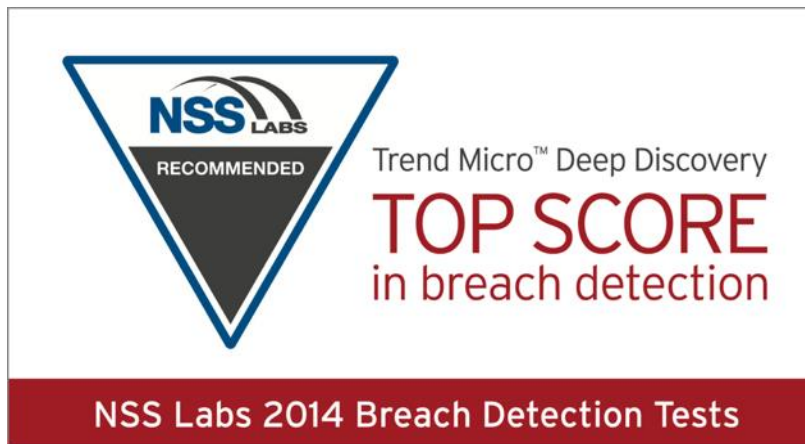 NSS LABS
RECOMMENDED
Trend Micro™ Deep Discovery
TOP SCORE
in breach detection
NSS Labs 2014 Breach Detection Tests